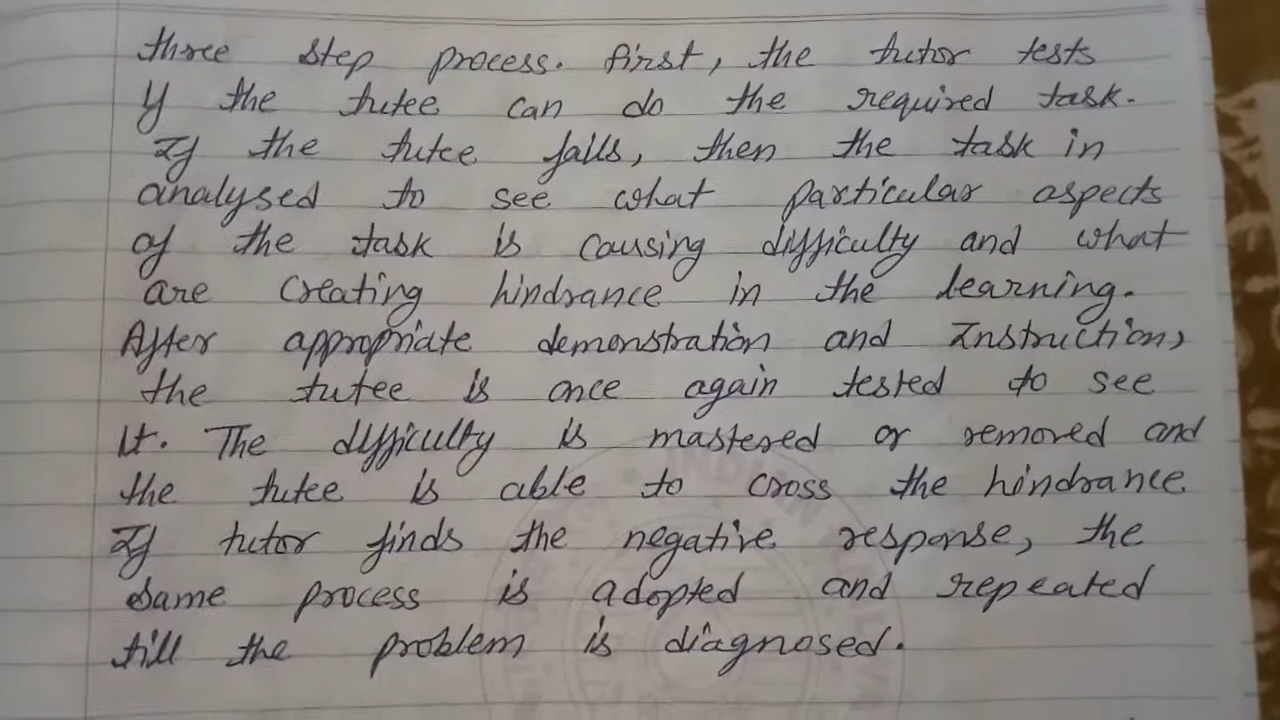 three step process. first, the tutor tests
If the tutee can do the required task.
If the tutee falls, then the task in
analysed to see what particular aspects
of the task is causing difficulty and what
are creating hindrance in the learning.
After appropriate demonstration and Instruction,
the tutee is once again tested to see
It. The difficulty is mastered or removed and
the tutee is able to cross the hindrance
If tutor finds the negative response, the
same process is adopted and repeated
till the problem is diagnosed.